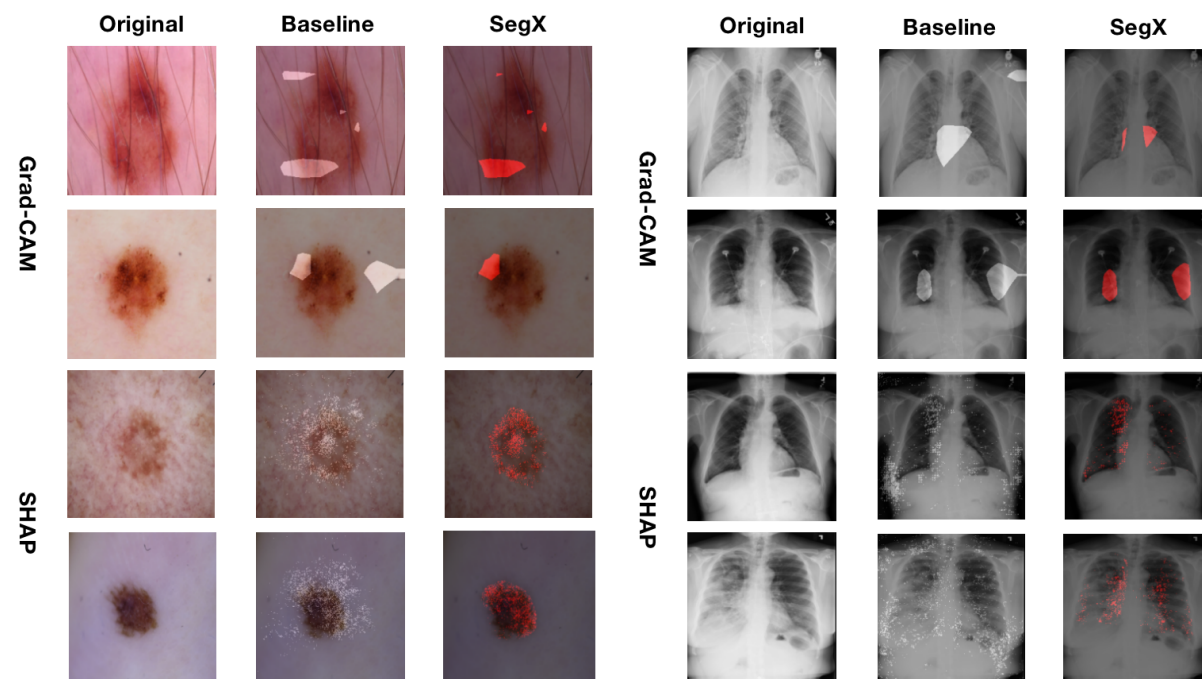 Original Baseline SegX
Original Baseline SegX
Grad-CAM
Grad-CAM
SHAP
SHAP